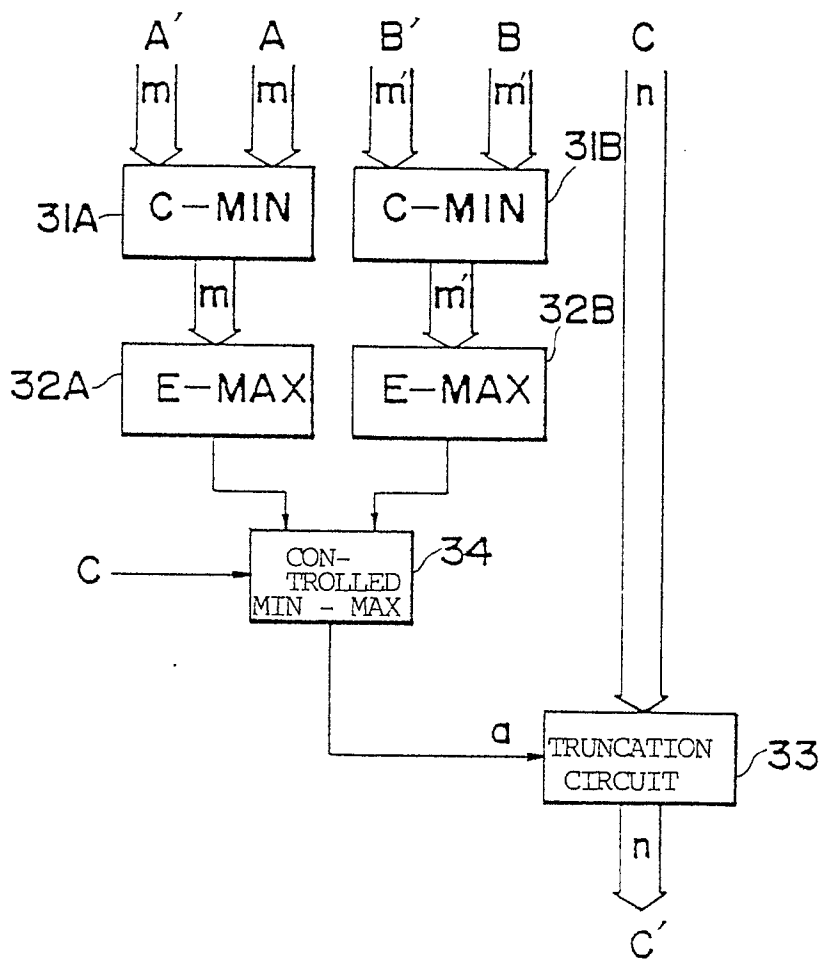 A' A B' B C
m m m' m' n
31B
31A C-MIN C-MIN
m m'
32B
32A E-MAX E-MAX
34
C CON-
TROLLED
MIN - MAX
a TRUNCATION 33
CIRCUIT
n
C'